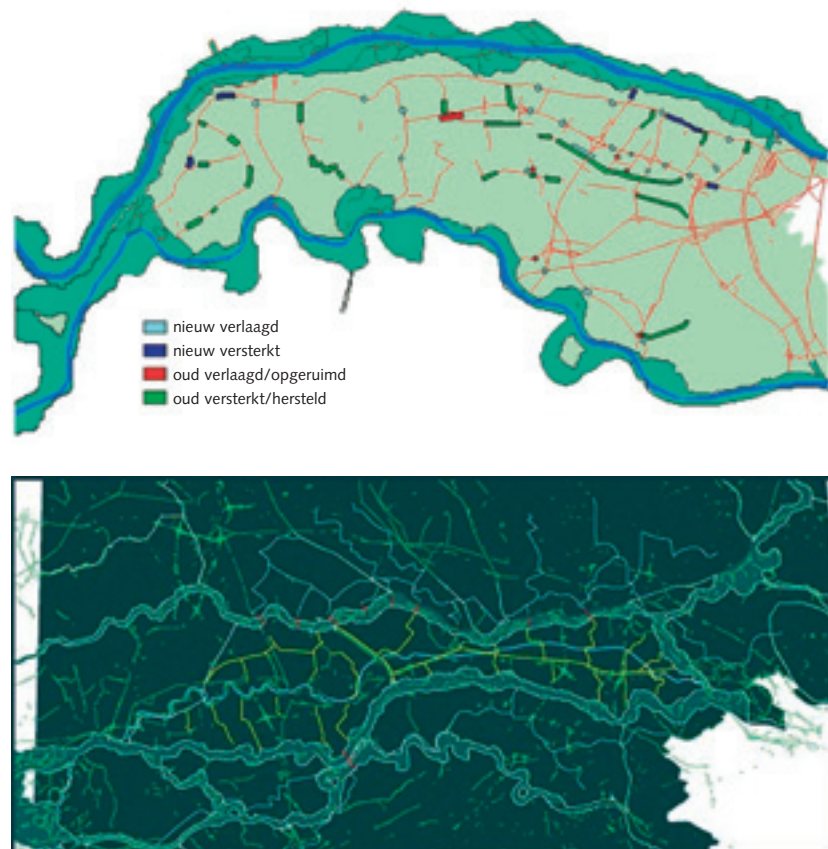 nieuw verlaagd
nieuw versterkt
oud verlaagd/opgeruimd
oud versterkt/hersteld